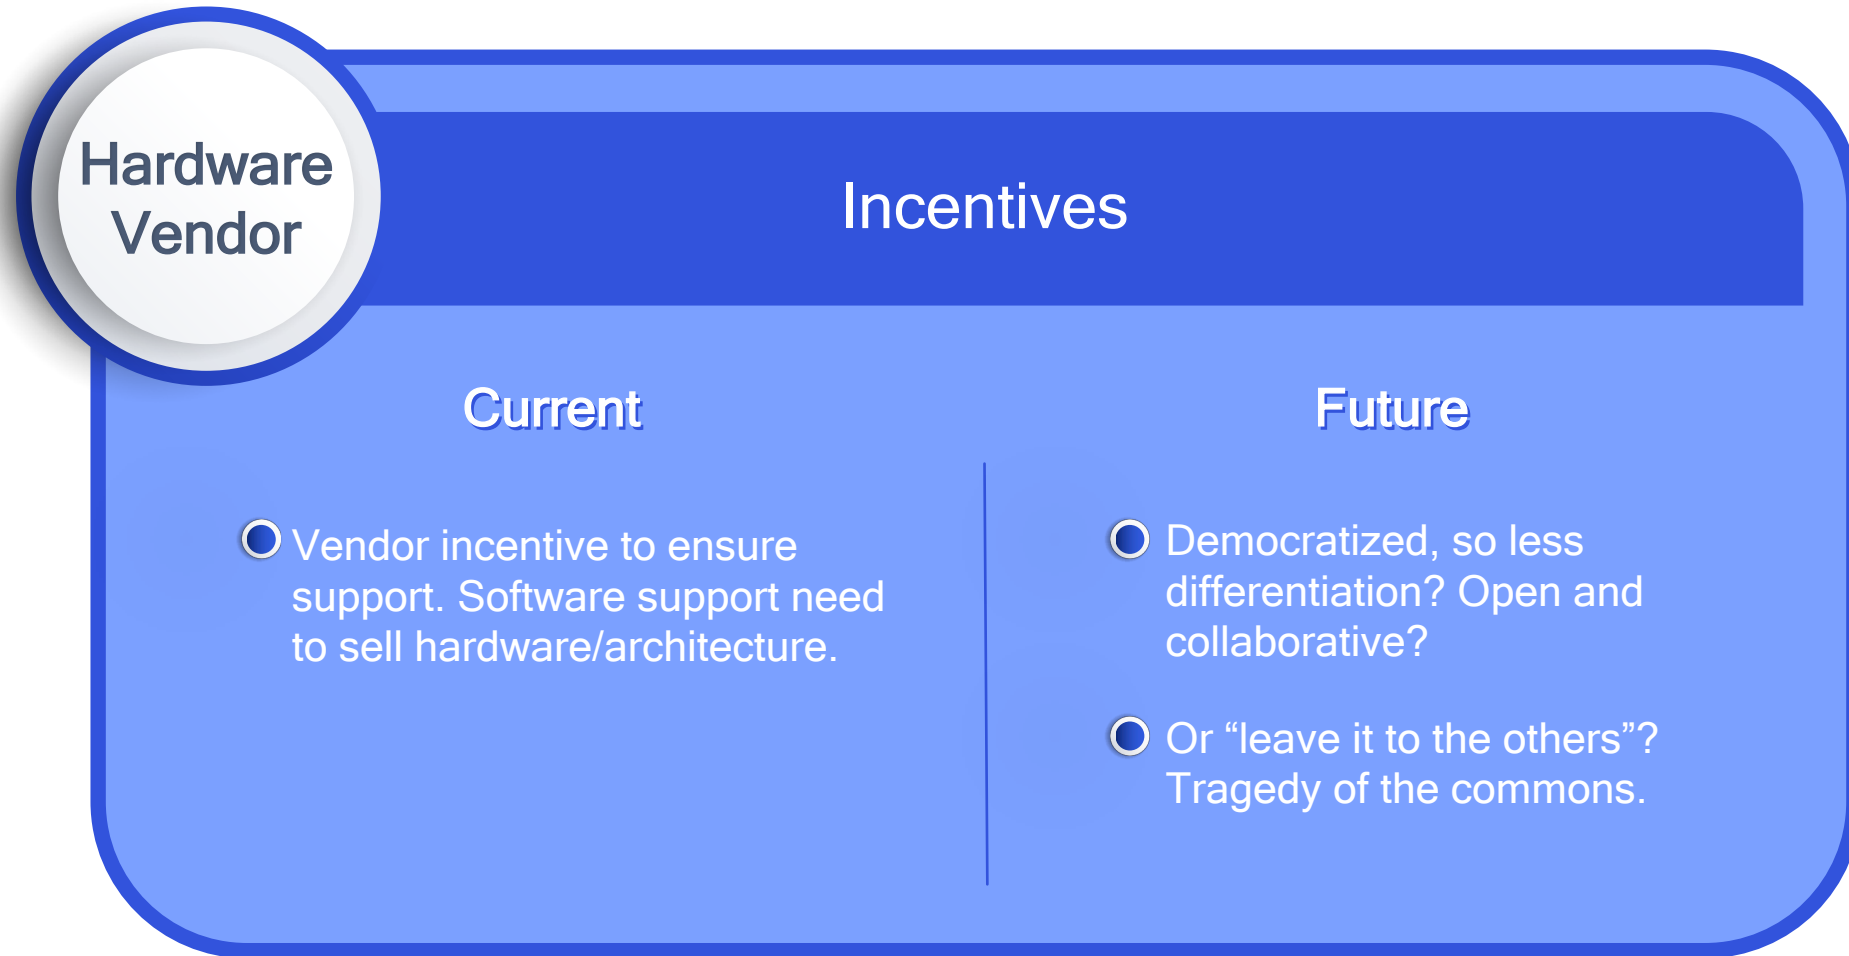 Hardware
Vendor
Incentives
Current
Vendor incentive to ensure
support. Software support need
to sell hardware/architecture.
Future
Democratized, so less
differentiation? Open and
collaborative?
Or “leave it to the others”?
Tragedy of the commons.